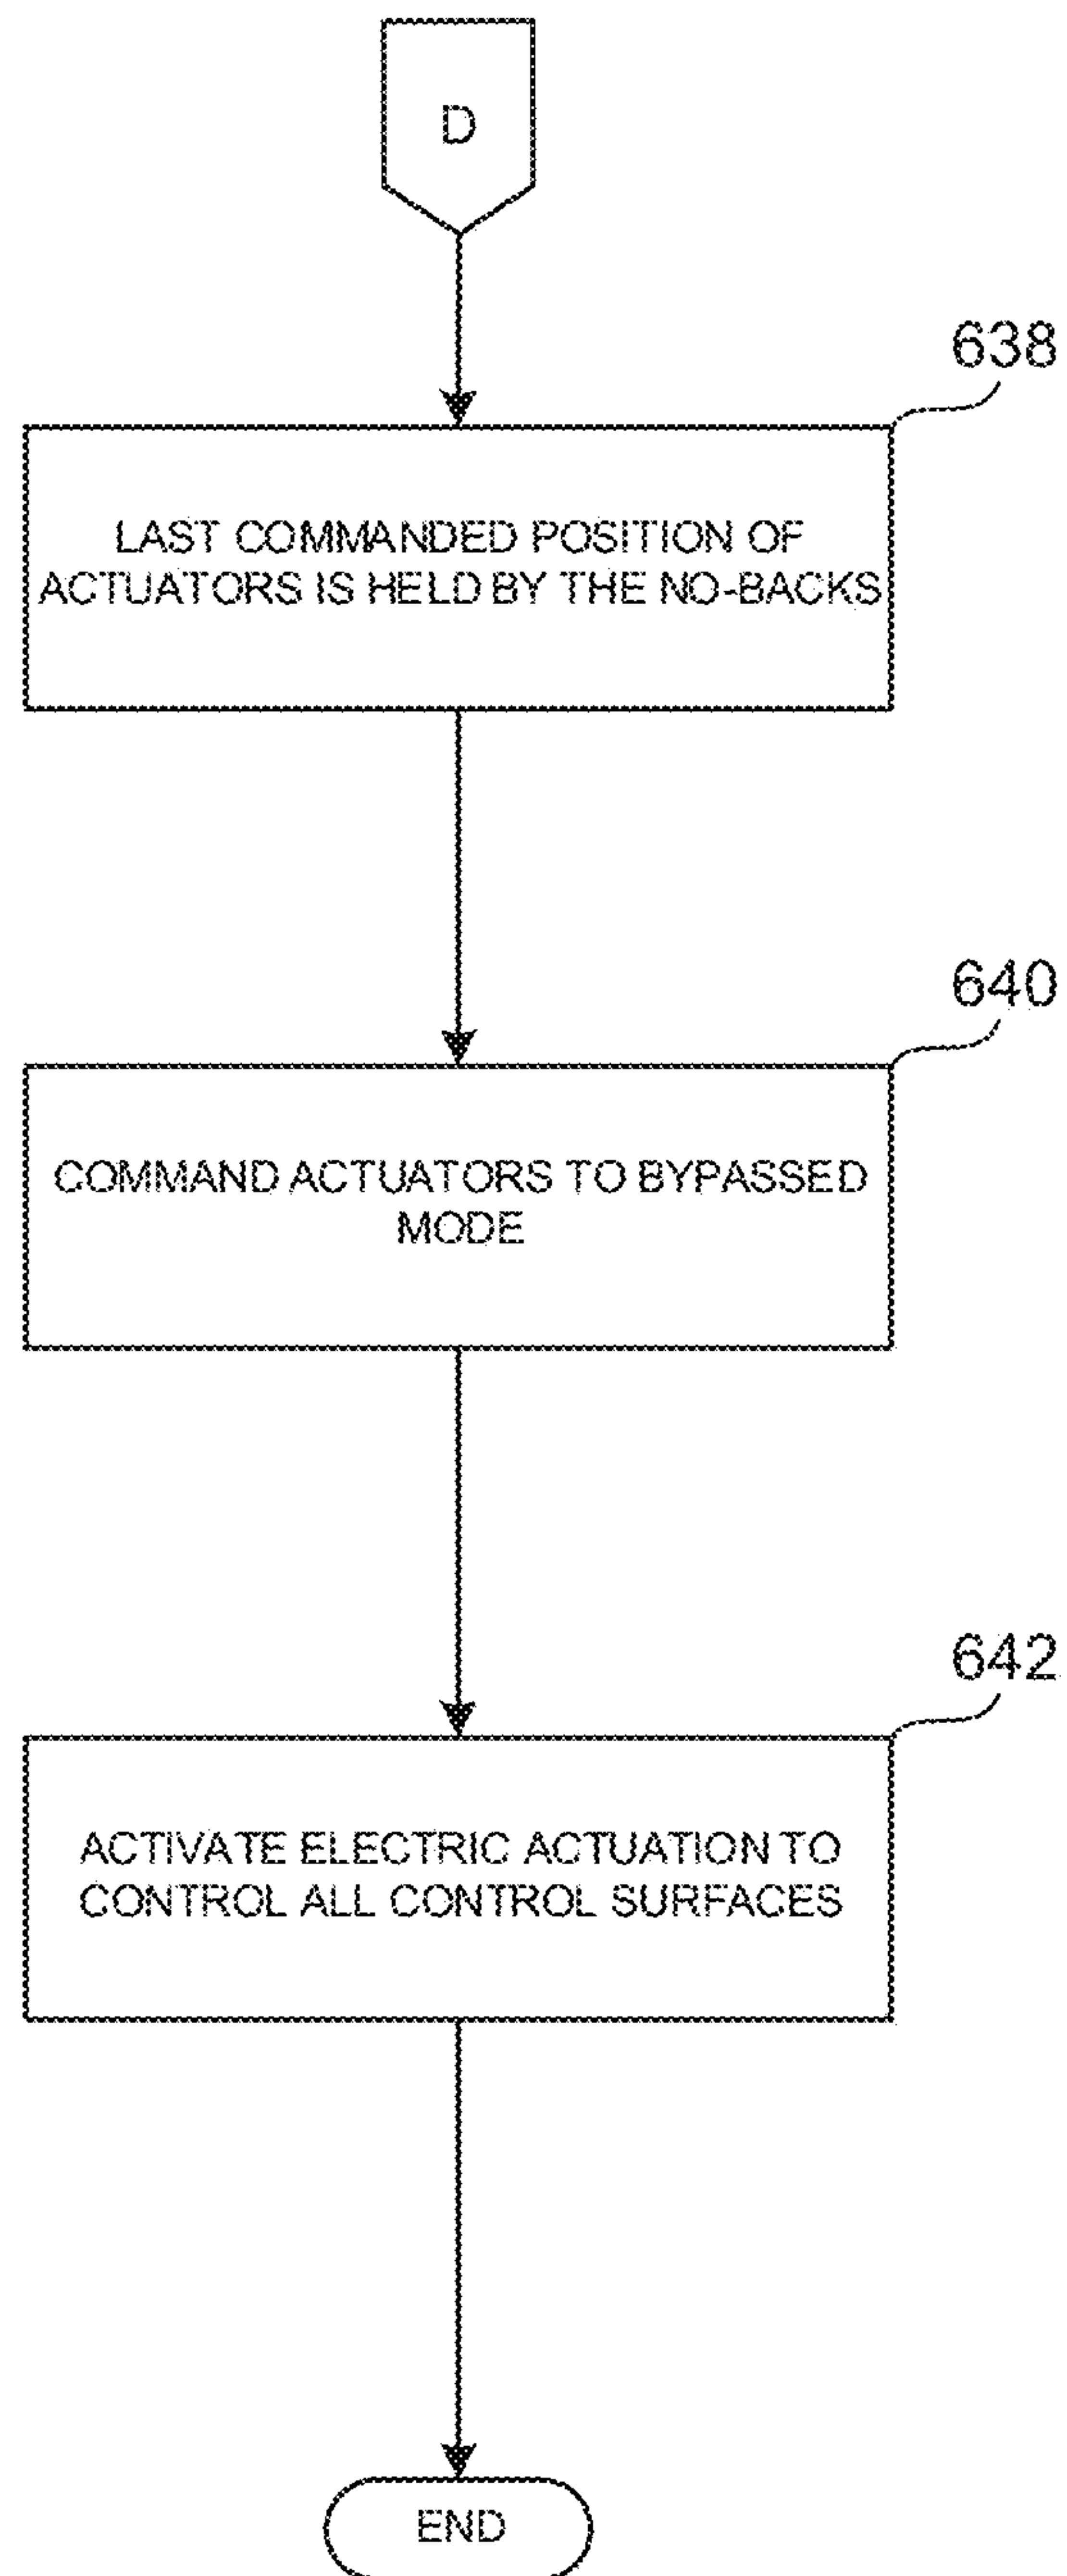 D
638
LAST COMMANDED POSITION OF
ACTUATORS IS HELD BY THE NO-BACKS
640
COMMAND ACTUATORS TO BYPASSED
MODE
642
ACTIVATE ELECTRIC ACTUATION TO
CONTROL ALL CONTROL SURFACES
END